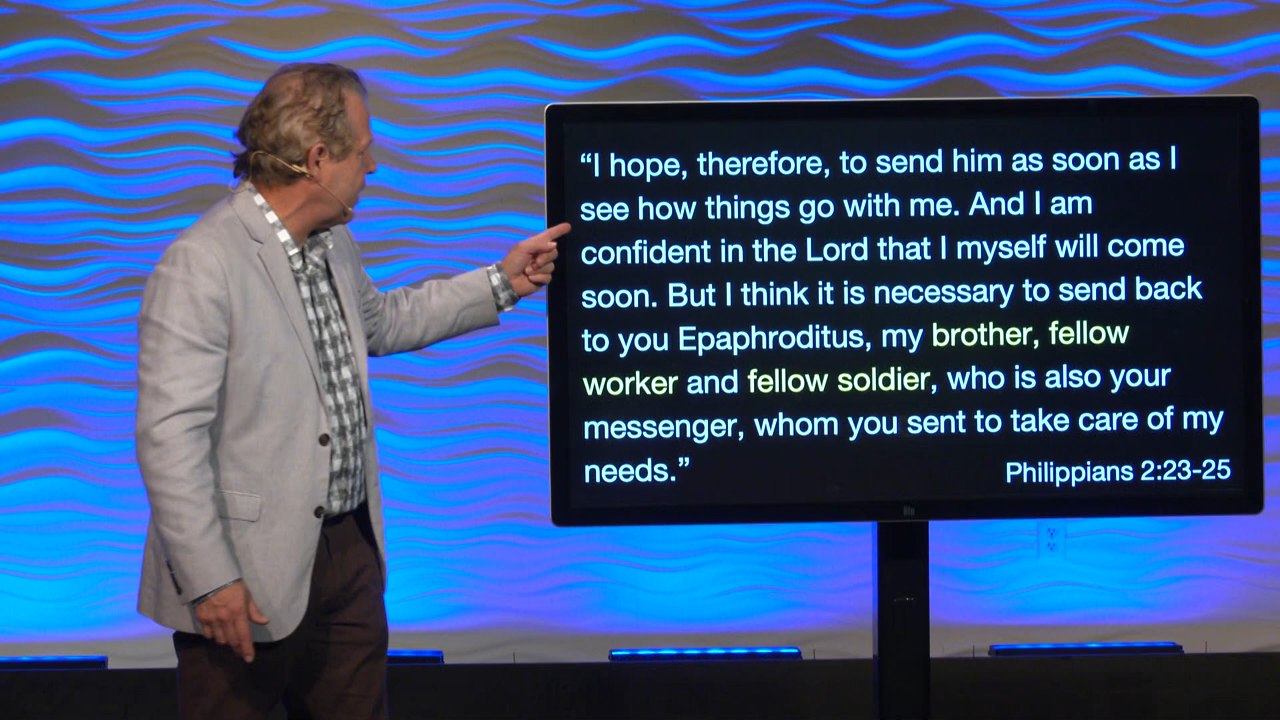 “I hope, therefore, to send him as soon as I
see how things go with me. And I am
confident in the Lord that I myself will come
soon. But I think it is necessary to send back
to you Epaphroditus, my brother, fellow
worker and fellow soldier, who is also your
messenger, whom you sent to take care of my
needs.”
Philippians 2:23-25
elo